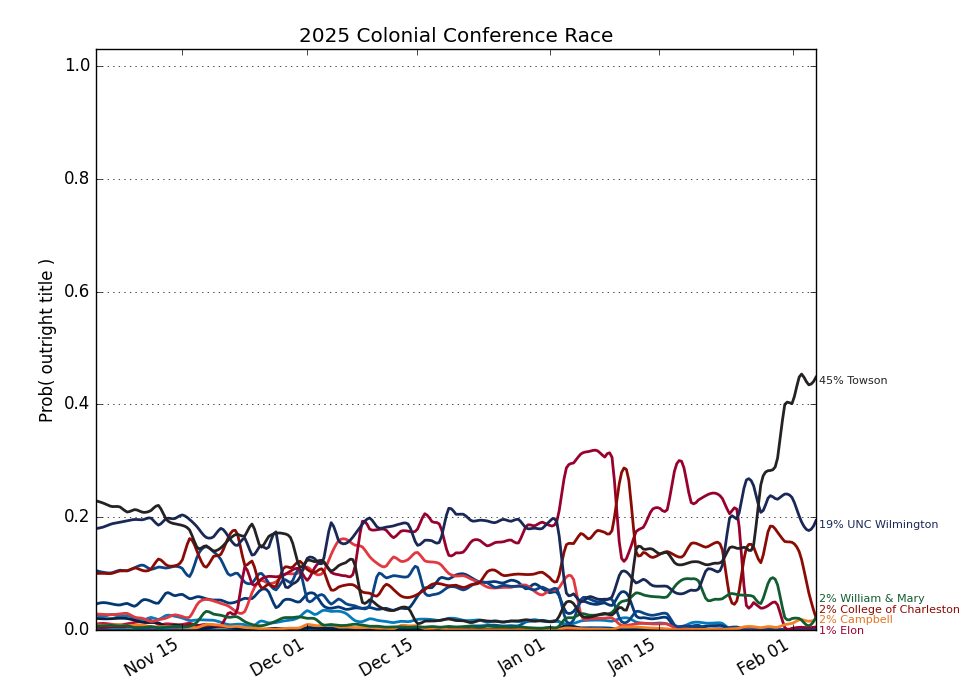 2025 Colonial Conference Race
Prob( outright title )
1.0
0.8
0.6
0.4
0.2
0.0
45% Towson
19% UNC Wilmington
2% William & Mary
2% College of Charleston
2% Campbell
1% Elon
Nov 15
Dec 01
Dec 15
Jan 01
Jan 15
Feb 01